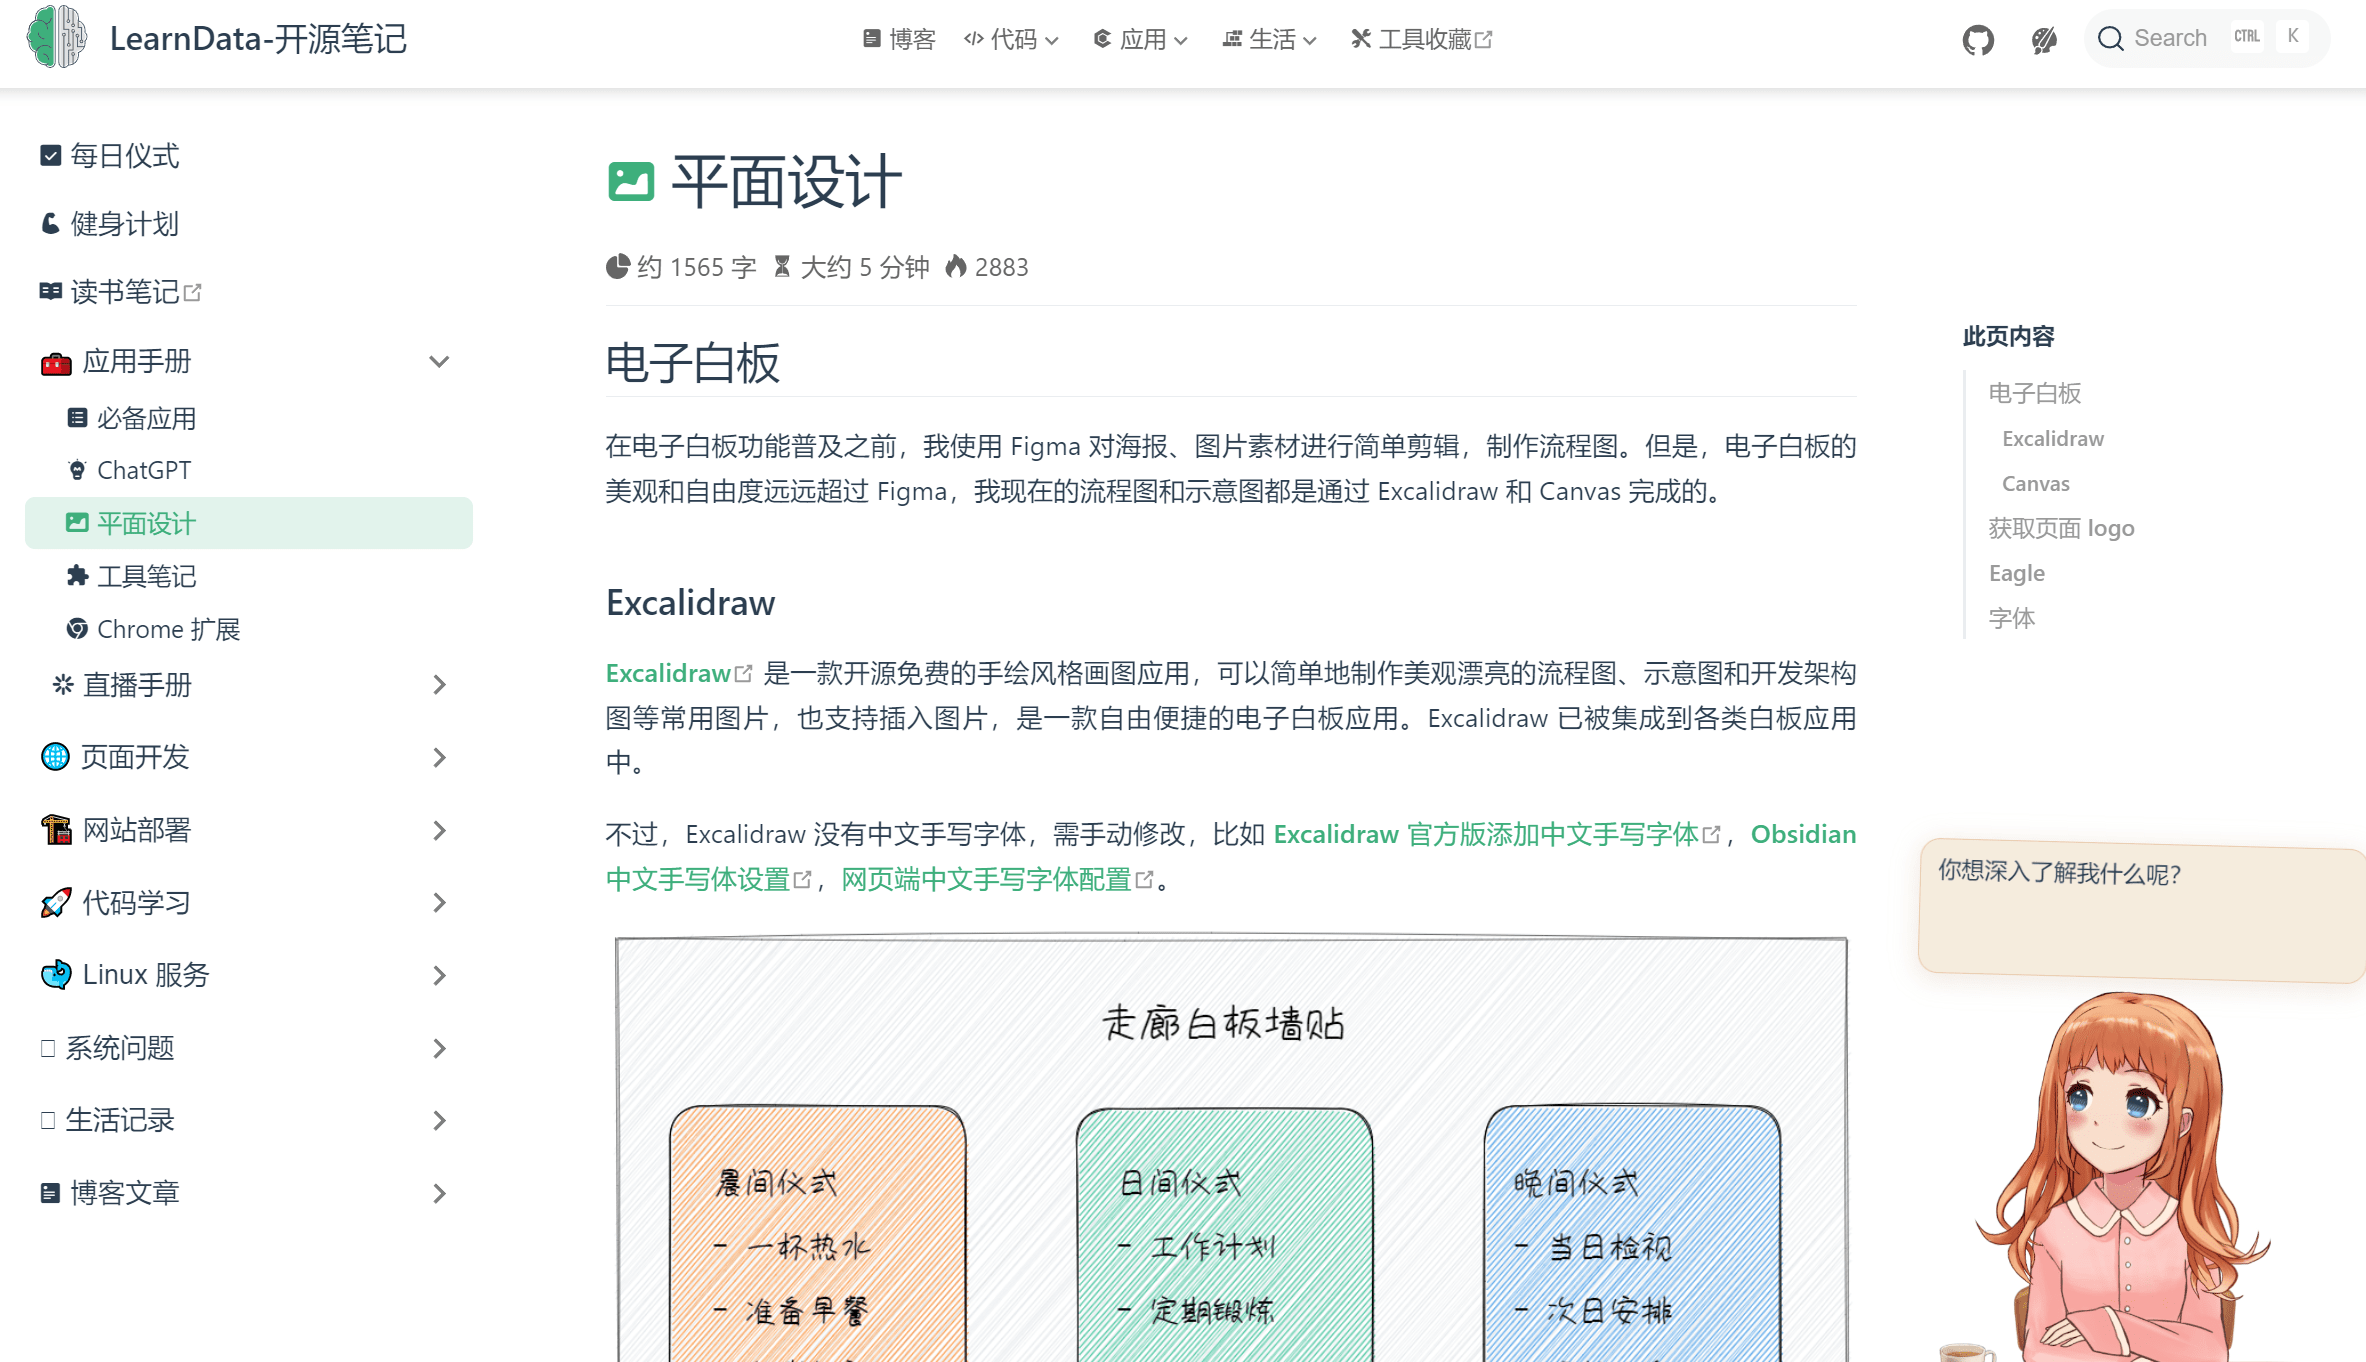 LearnData-开源笔记
博客
代码
应用
生活
工具收藏
Search CTRL K
每日仪式
健身计划
读书笔记
应用手册
必备应用
ChatGPT
平面设计
工具笔记
Chrome 扩展
直播手册
页面开发
网站部署
代码学习
Linux 服务
系统问题
生活记录
博客文章
平面设计
约 1565 字 大约 5 分钟 2883
电子白板
在电子白板功能普及之前，我使用 Figma 对海报、图片素材进行简单剪辑，制作流程图。但是，电子白板的
美观和自由度远远超过 Figma，我现在的流程图和示意图都是通过 Excalidraw 和 Canvas 完成的。
Excalidraw
Excalidraw 是一款开源免费的手绘风格画图应用，可以简单地制作美观漂亮的流程图、示意图和开发架构
图等常用图片，也支持插入图片，是一款自由便捷的电子白板应用。Excalidraw 已被集成到各类白板应用
中。
不过，Excalidraw 没有中文手写字体，需手动修改，比如 Excalidraw 官方版添加中文手写字体，Obsidian
中文手写体设置，网页端中文手写字体配置。
走廊白板墙贴
晨间仪式
- 一杯热水
- 准备早餐
日间仪式
- 工作计划
- 定期锻炼
晚间仪式
- 当日检视
- 次日安排
此页内容
电子白板
Excalidraw
Canvas
获取页面 logo
Eagle
字体
你想深入了解我什么呢？